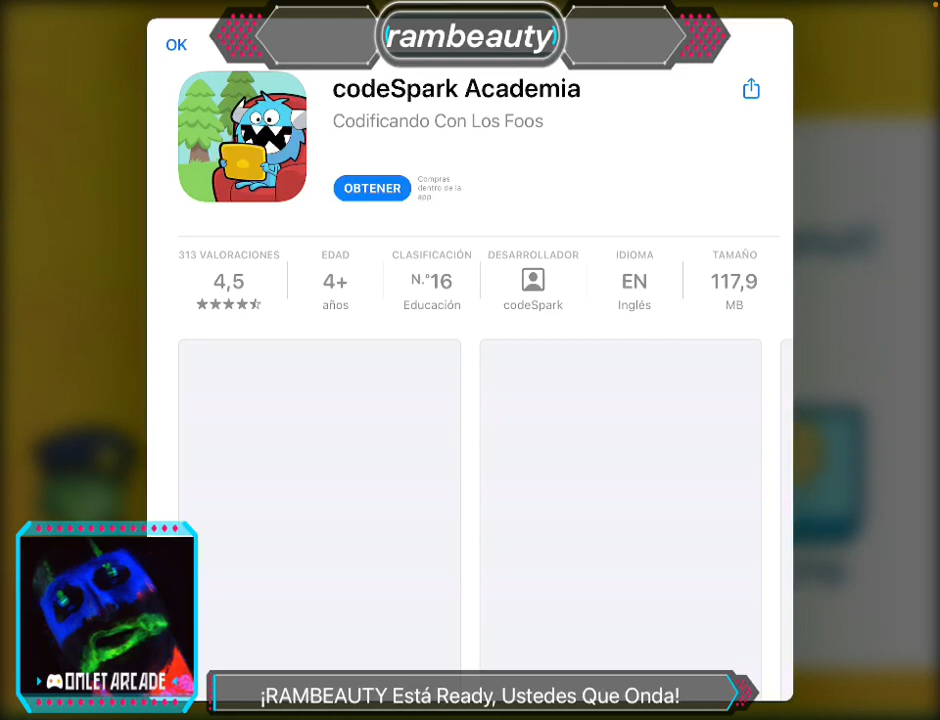 rambeauty
OK
codeSpark Academia
Codificando Con Los Foos
OBTENER
Compras
dentro de la
app
313 VALORACIONES
EDAD
CLASIFICACIÓN
DESARROLLADOR
IDIOMA
TAMAÑO
4,5
4+
N.º16
EN
117,9
años
Educación
codeSpark
Inglés
MB
OMLET ARCADE
¡RAMBEAUTY Está Ready, Ustedes Que Onda!